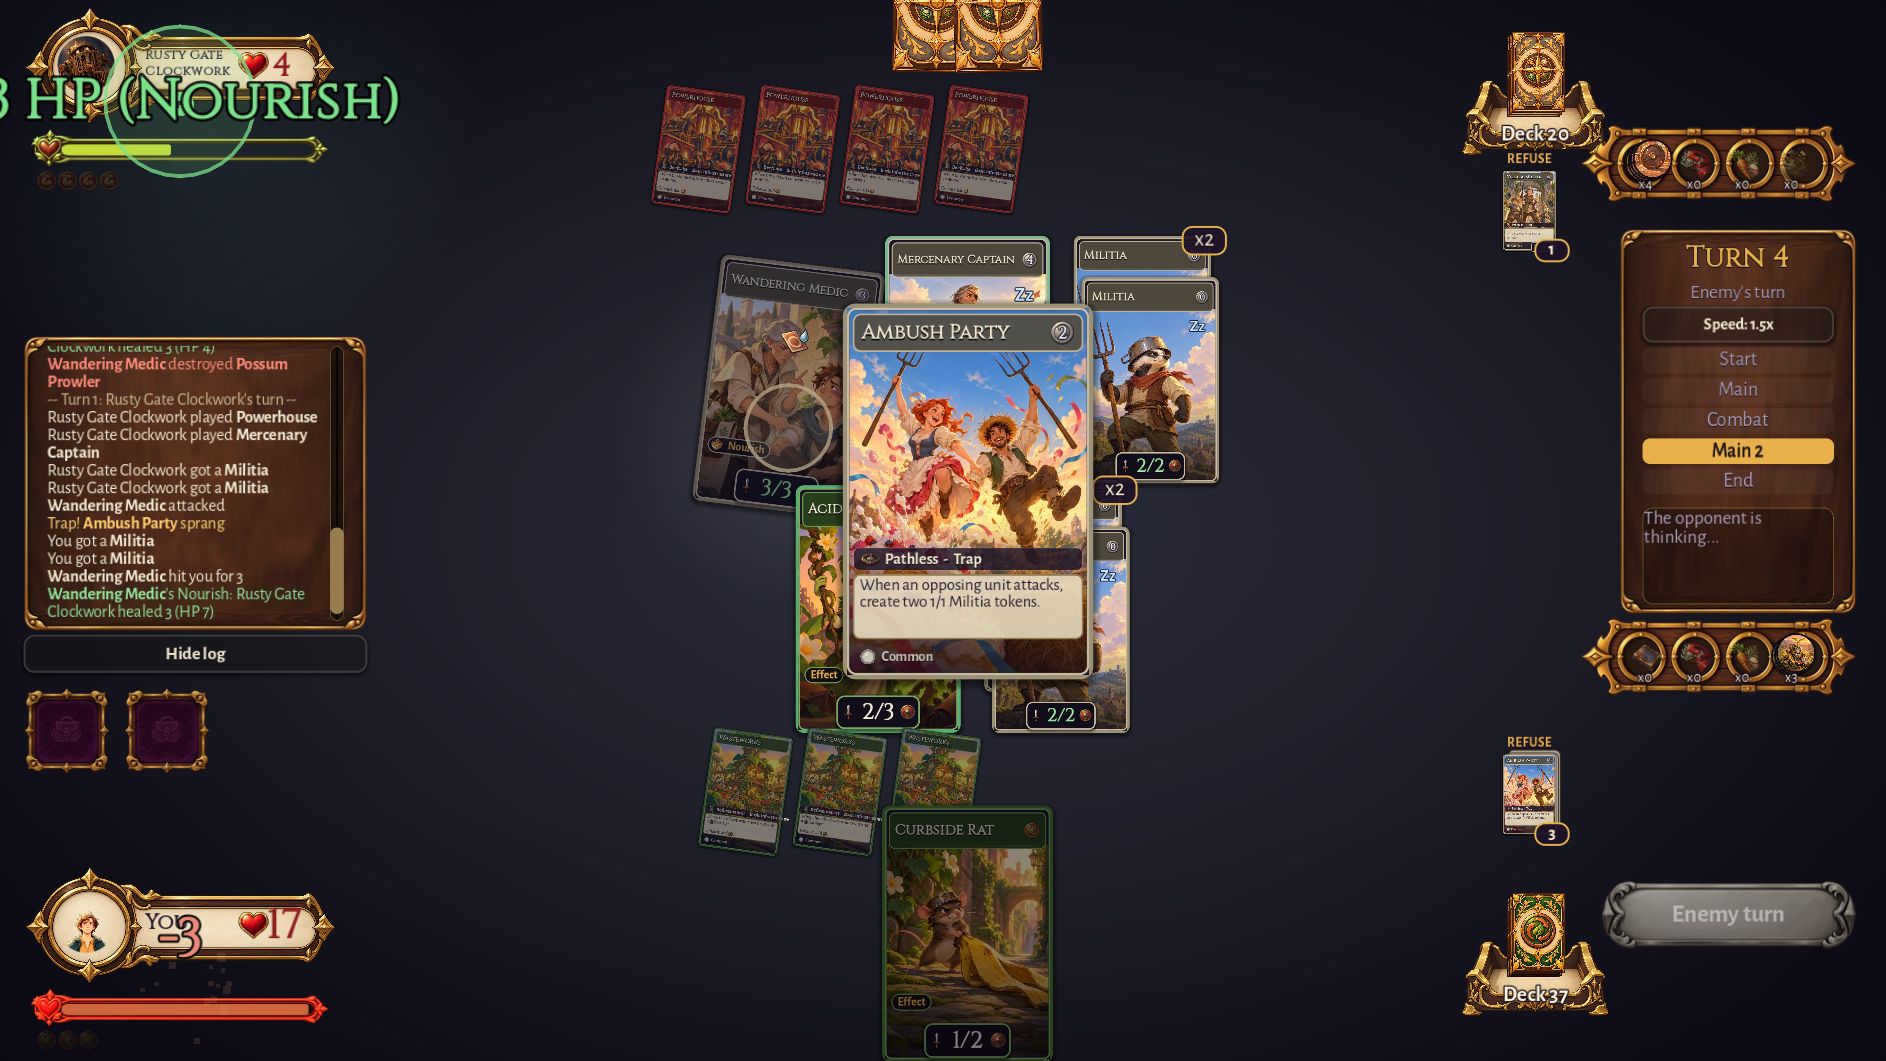 RUSTY GATE
CLOCKWORK
4
3 HP (NOURISH)
POWERHOUSE
POWERHOUSE
POWERHOUSE
POWERHOUSE
Deck 20
REFUSE
1
x4
x0
x0
x0
TURN 4
Enemy's turn
Speed: 1.5x
Start
Main
Combat
Main 2
End
The opponent is
thinking...
WANDERING MEDIC
3
Nourish
3/3
MERCENARY CAPTAIN
4
Zz
x2
MILITIA
MILITIA
Zz
2/2
AMBUSH PARTY
2
Pathless - Trap
When an opposing unit attacks,
create two 1/1 Militia tokens.
Common
ACID
Effect
2/3
x2
Zz
2/2
Clockwork healed 3 (HP 4)
Wandering Medic destroyed Possum
Prowler
-- Turn 1: Rusty Gate Clockwork's turn --
Rusty Gate Clockwork played Powerhouse
Rusty Gate Clockwork played Mercenary
Captain
Rusty Gate Clockwork got a Militia
Rusty Gate Clockwork got a Militia
Wandering Medic attacked
Trap! Ambush Party sprang
You got a Militia
You got a Militia
Wandering Medic hit you for 3
Wandering Medic's Nourish: Rusty Gate
Clockwork healed 3 (HP 7)
Hide log
WASTEWORKS
WASTEWORKS
WASTEWORKS
CURBSIDE RAT
Effect
1/2
x0
x0
x0
x3
REFUSE
3
Enemy turn
Deck 37
You
-3
17